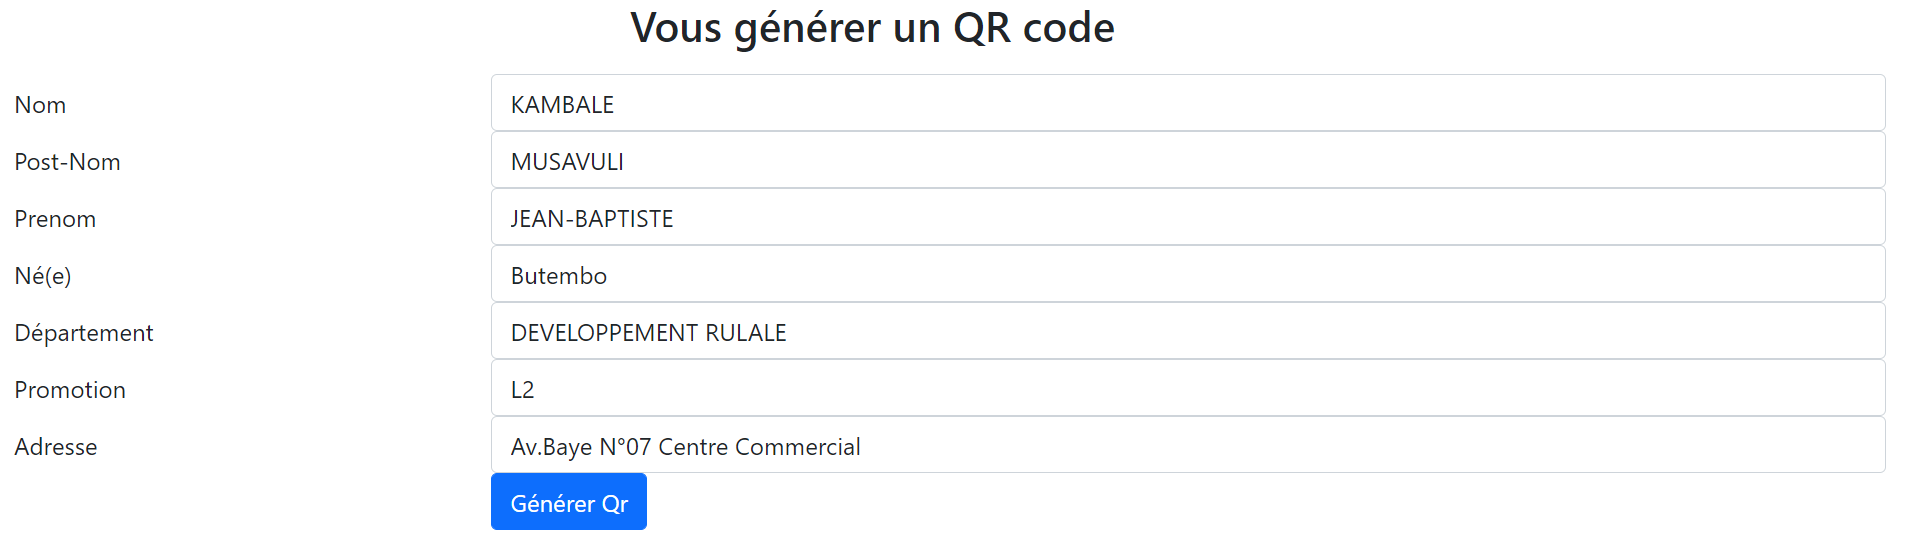 Vous générer un QR code
Nom KAMBALE
Post-Nom MUSAVULI
Prenom JEAN-BAPTISTE
Né(e) Butembo
Département DEVELOPPEMENT RULALE
Promotion L2
Adresse Av.Baye N°07 Centre Commercial
Générer Qr